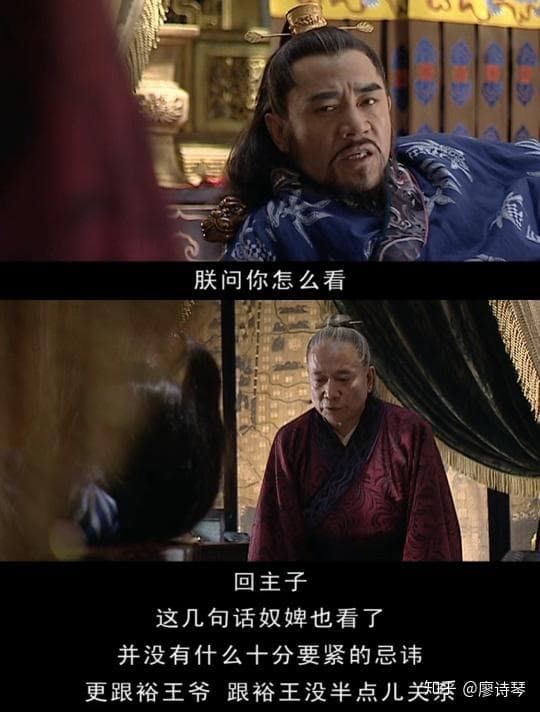 朕问你怎么看
回主子
这几句话奴婢也看了
并没有什么十分要紧的忌讳
更跟裕王爷 跟裕王没半点儿关系
知乎 @廖诗琴